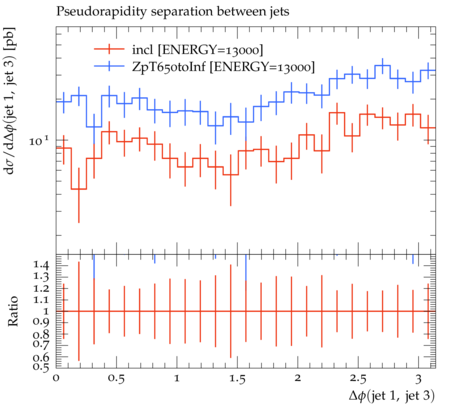 Pseudorapidity separation between jets
incl [ENERGY=13000]
ZpT650toInf [ENERGY=13000]
dσ/dΔϕ(jet 1, jet 3) [pb]
10⁻¹
Ratio
1.4
1.3
1.2
1.1
1
0.9
0.8
0.7
0.6
0.5
0 0.5 1 1.5 2 2.5 3
Δϕ(jet 1, jet 3)